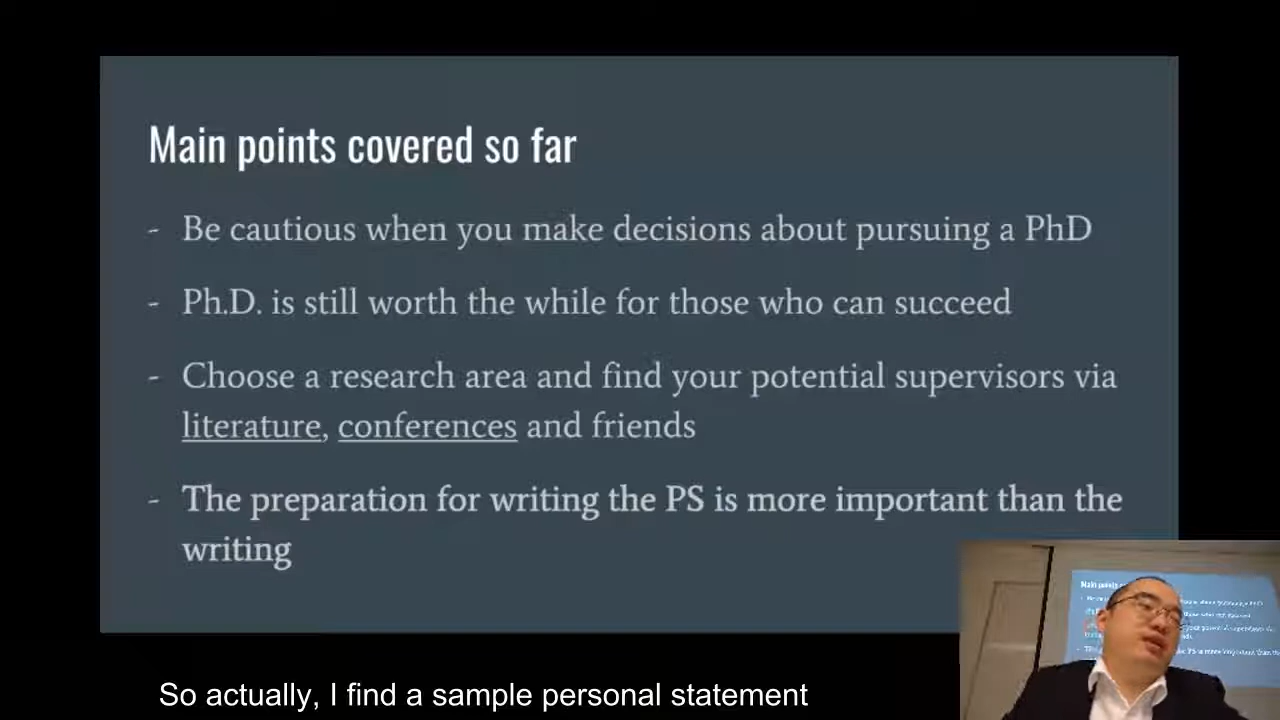 Main points covered so far
- Be cautious when you make decisions about pursuing a PhD
- Ph.D. is still worth the while for those who can succeed
- Choose a research area and find your potential supervisors via
literature, conferences and friends
- The preparation for writing the PS is more important than the
writing
So actually, I find a sample personal statement